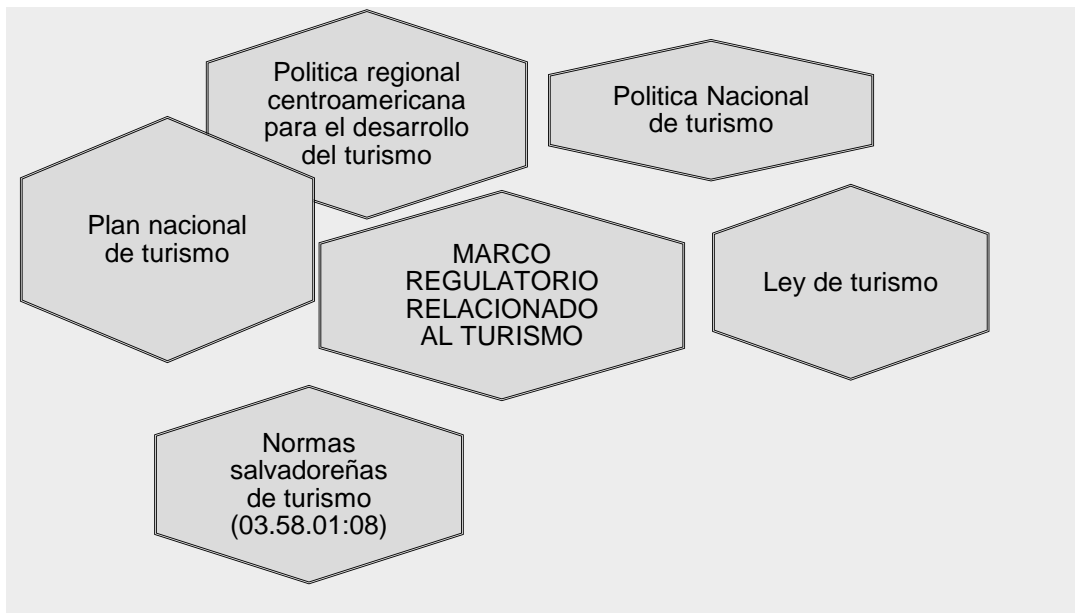 Politica regional
centroamericana
para el desarrollo
del turismo
Politica Nacional
de turismo
Plan nacional
de turismo
MARCO
REGULATORIO
RELACIONADO
AL TURISMO
Ley de turismo
Normas
salvadoreñas
de turismo
(03.58.01:08)